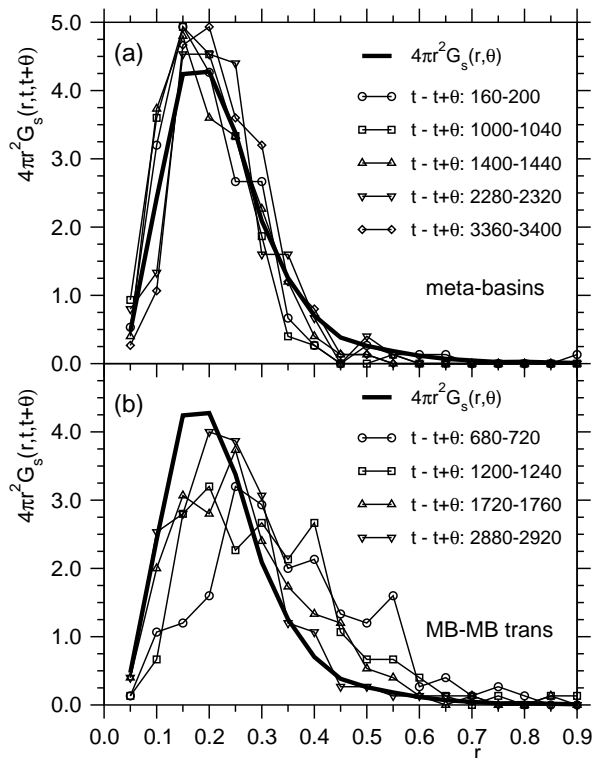 5.0
4.0
3.0
2.0
1.0
0.0
4πr²Gₛ(r,t,t+θ)
(a)
4πr²Gₛ(r,θ)
t - t+θ: 160-200
t - t+θ: 1000-1040
t - t+θ: 1400-1440
t - t+θ: 2280-2320
t - t+θ: 3360-3400
meta-basins
4.0
3.0
2.0
1.0
0.0
4πr²Gₛ(r,t,t+θ)
(b)
4πr²Gₛ(r,θ)
t - t+θ: 680-720
t - t+θ: 1200-1240
t - t+θ: 1720-1760
t - t+θ: 2880-2920
MB-MB trans
0.0 0.1 0.2 0.3 0.4 0.5 0.6 0.7 0.8 0.9
r